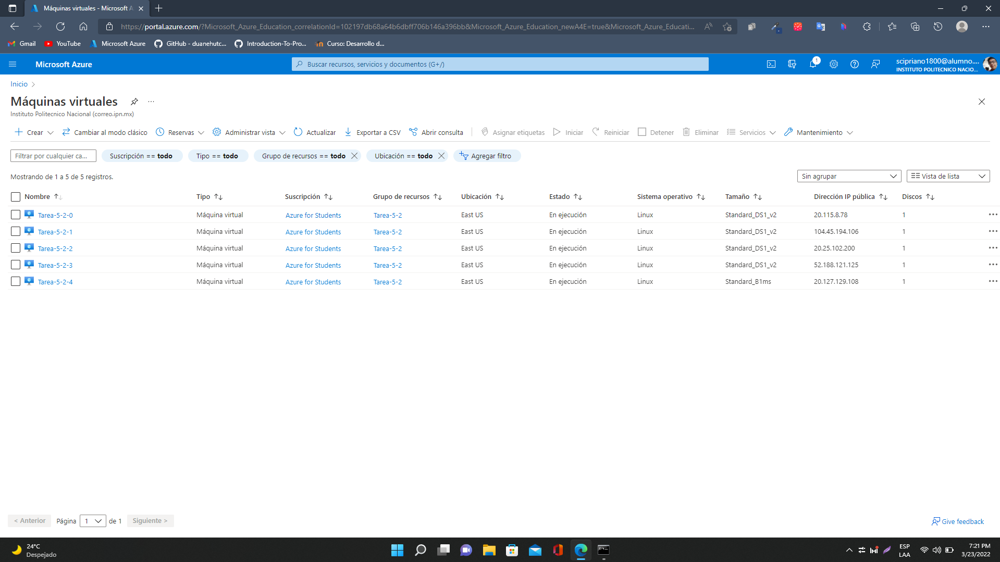 Máquinas virtuales - Microsoft A
https://portal.azure.com/?Microsoft_Azure_Education_correlationId=102197db68a64b6dbff706b146a396bb&Microsoft_Azure_Education_newA4E=true&Microsoft_Azure_Educati...
Gmail YouTube Microsoft Azure GitHub - duanehutc... Introduction-To-Pro... Curso: Desarrollo d...
Microsoft Azure
Buscar recursos, servicios y documentos (G+/)
1
scipriano1800@alumno....
INSTITUTO POLITECNICO NACIO...
Inicio >
Máquinas virtuales ...
Instituto Politecnico Nacional (correo.ipn.mx)
Crear Cambiar al modo clásico Reservas Administrar vista Actualizar Exportar a CSV Abrir consulta Asignar etiquetas Iniciar Reiniciar Detener Eliminar Servicios Mantenimiento
Filtrar por cualquier ca... Suscripción == todo Tipo == todo Grupo de recursos == todo Ubicación == todo Agregar filtro
Mostrando de 1 a 5 de 5 registros. Sin agrupar Vista de lista
Nombre Tipo Suscripción Grupo de recursos Ubicación Estado Sistema operativo Tamaño Dirección IP pública Discos
Tarea-5-2-0 Máquina virtual Azure for Students Tarea-5-2 East US En ejecución Linux Standard_DS1_v2 20.115.8.78 1
Tarea-5-2-1 Máquina virtual Azure for Students Tarea-5-2 East US En ejecución Linux Standard_DS1_v2 104.45.194.106 1
Tarea-5-2-2 Máquina virtual Azure for Students Tarea-5-2 East US En ejecución Linux Standard_DS1_v2 20.25.102.200 1
Tarea-5-2-3 Máquina virtual Azure for Students Tarea-5-2 East US En ejecución Linux Standard_DS1_v2 52.188.121.125 1
Tarea-5-2-4 Máquina virtual Azure for Students Tarea-5-2 East US En ejecución Linux Standard_B1ms 20.127.129.108 1
< Anterior Página 1 de 1 Siguiente > Give feedback
24°C
Despejado
ESP
LAA
7:21 PM
3/23/2022